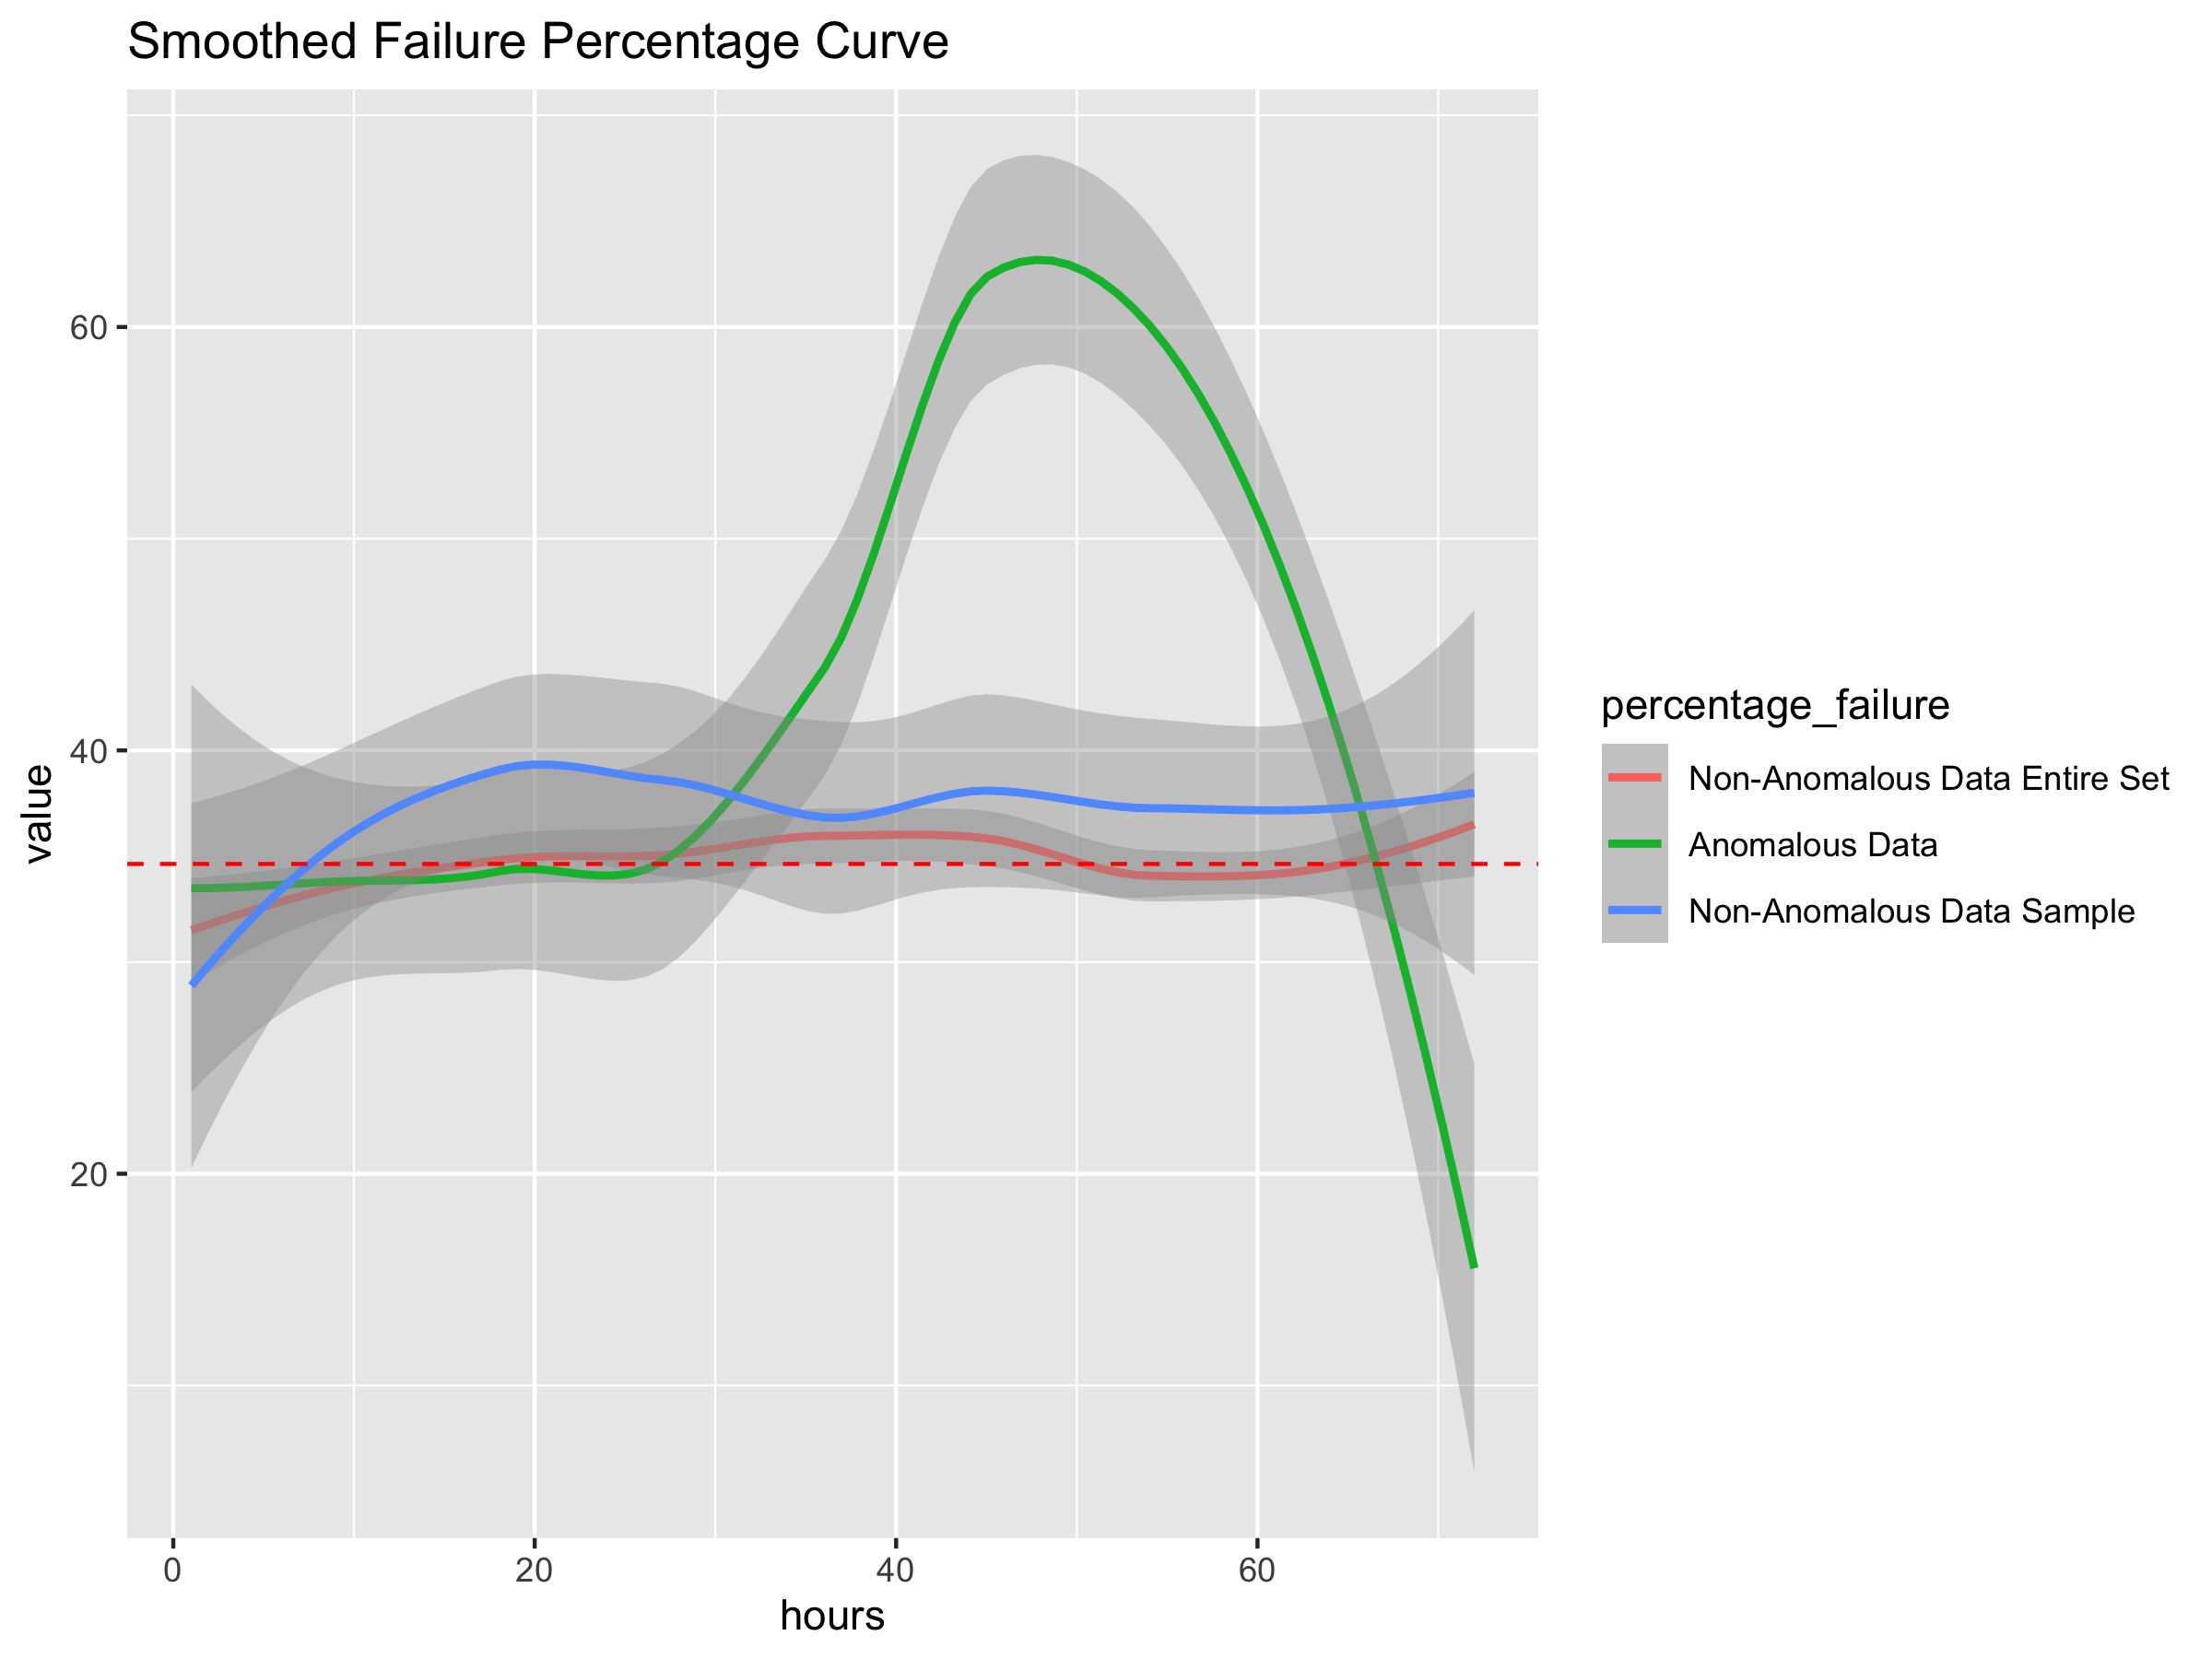 Smoothed Failure Percentage Curve
value
60
40
20
0 20 40 60
hours
percentage_failure
Non-Anomalous Data Entire Set
Anomalous Data
Non-Anomalous Data Sample